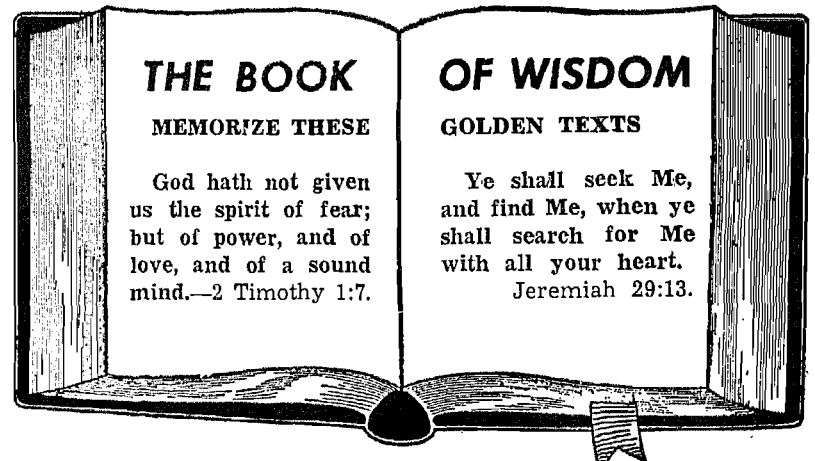 THE BOOK
MEMORIZE THESE
God hath not given
us the spirit of fear;
but of power, and of
love, and of a sound
mind.—2 Timothy 1:7.
OF WISDOM
GOLDEN TEXTS
Ye shall seek Me,
and find Me, when ye
shall search for Me
with all your heart.
Jeremiah 29:13.